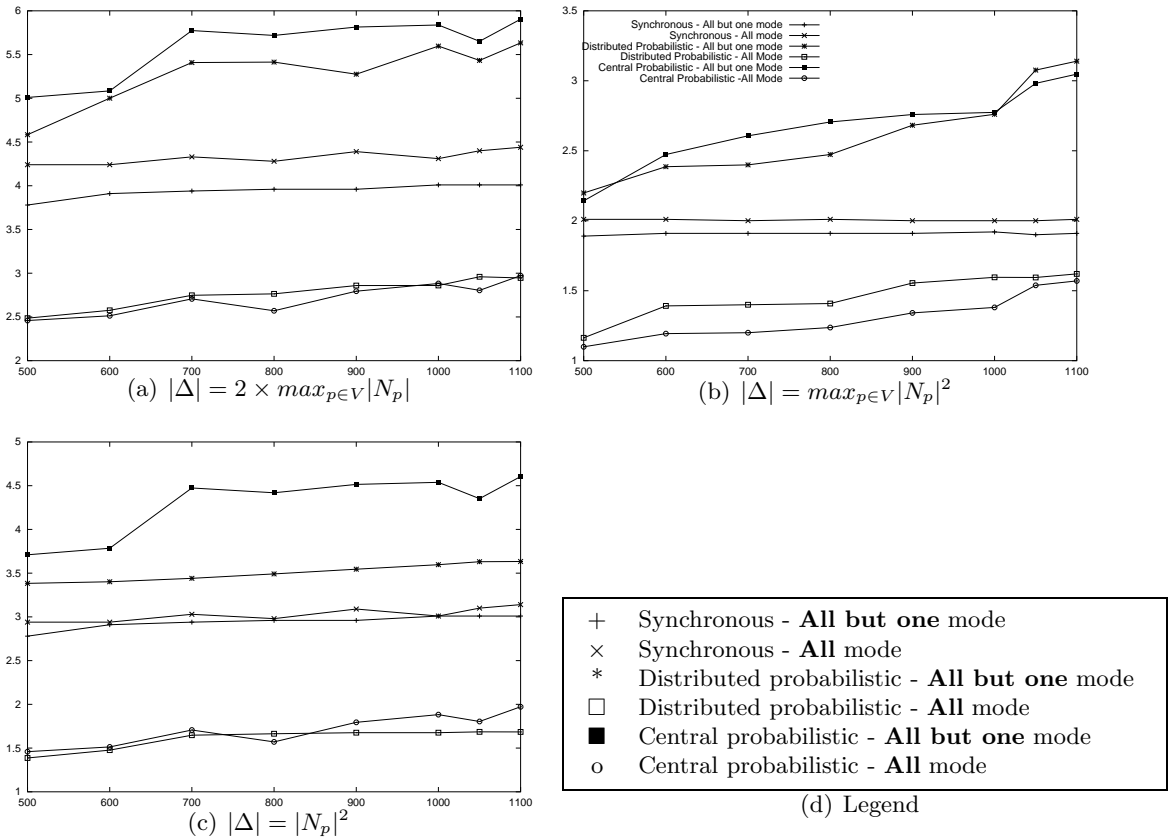 6
5.5
5
4.5
4
3.5
3
2.5
2
500 600 700 800 900 1000 1100
(a) |Δ| = 2 × max_{p∈V}|N_p|
3.5
3
2.5
2
1.5
1
Synchronous - All but one mode
Synchronous - All mode
Distributed Probabilistic - All but one mode
Distributed Probabilistic - All Mode
Central Probabilistic - All but one Mode
Central Probabilistic -All Mode
500 600 700 800 900 1000 1100
(b) |Δ| = max_{p∈V}|N_p|^2
5
4.5
4
3.5
3
2.5
2
1.5
1
500 600 700 800 900 1000 1100
(c) |Δ| = |N_p|^2
+ Synchronous - All but one mode
× Synchronous - All mode
* Distributed probabilistic - All but one mode
□ Distributed probabilistic - All mode
■ Central probabilistic - All but one mode
o Central probabilistic - All mode
(d) Legend